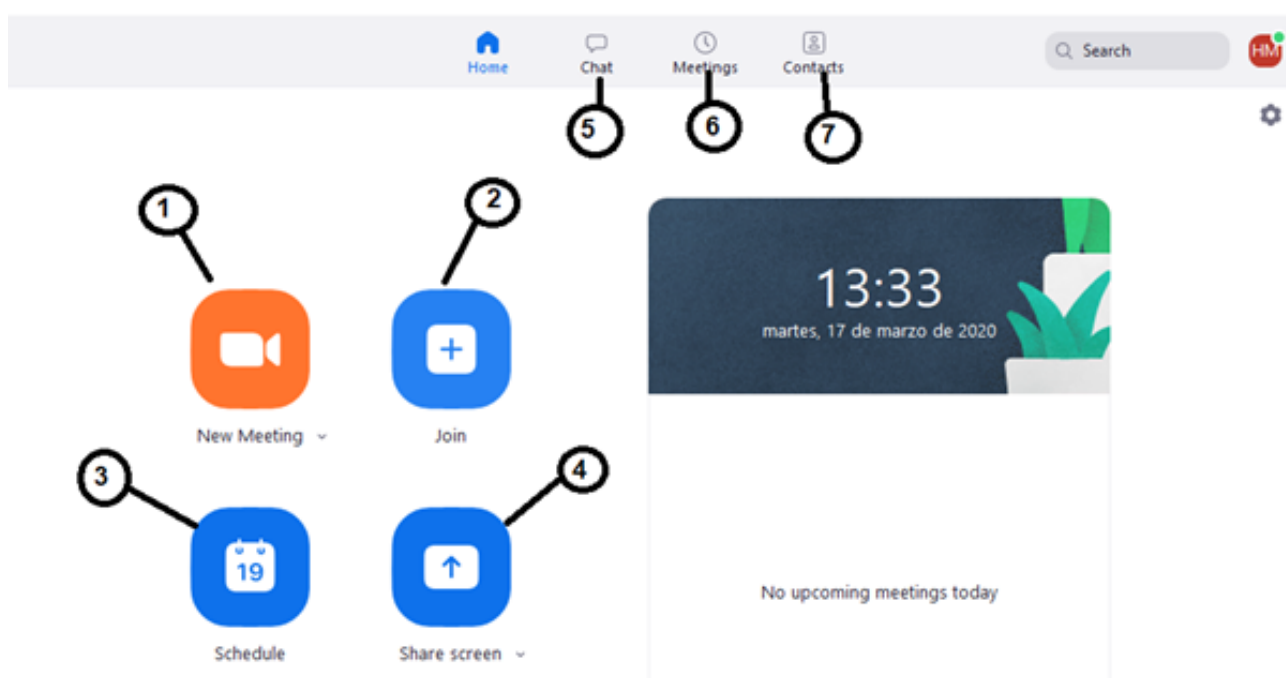 Home
Chat
Meetings
Contacts
Search
HM
5
6
7
1
2
13:33
martes, 17 de marzo de 2020
New Meeting
Join
3
4
19
No upcoming meetings today
Schedule
Share screen